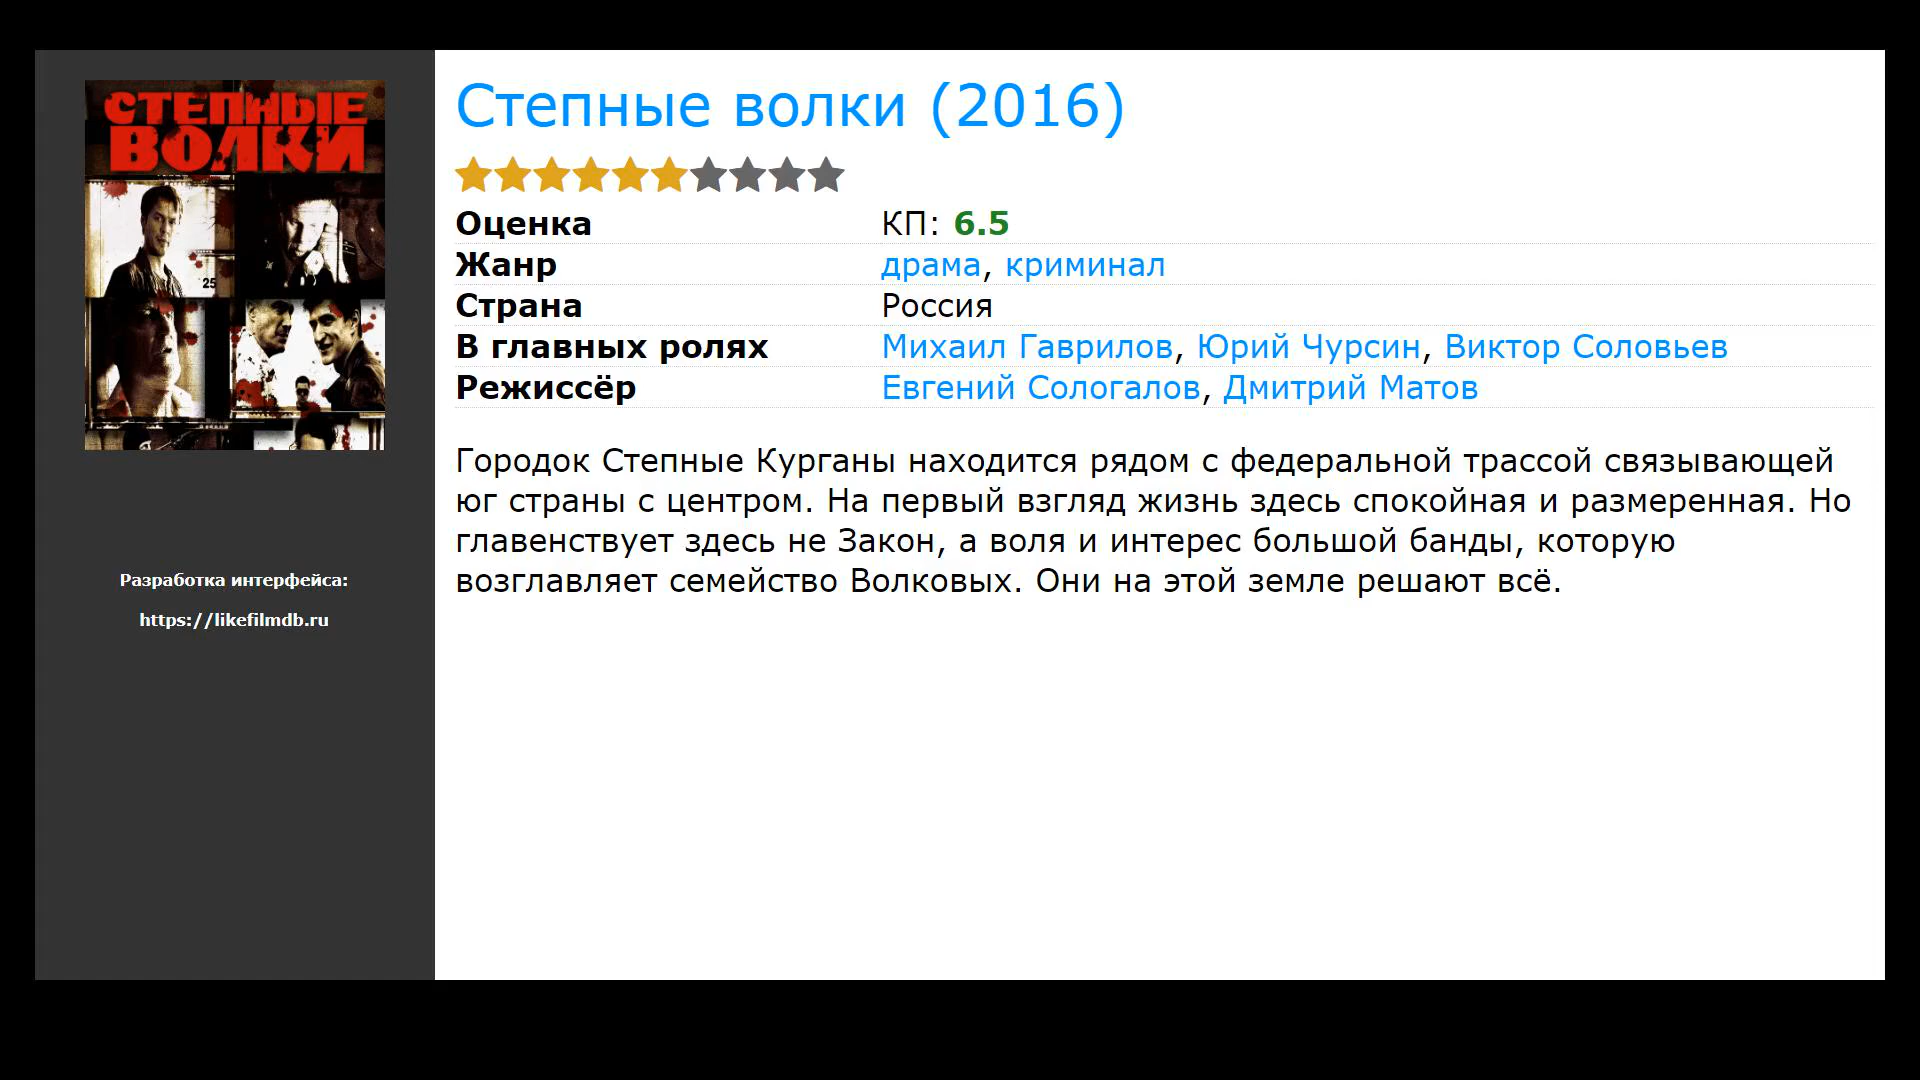 СТЕПНЫЕ
ВОЛКИ
25
Разработка интерфейса:
https://likefilmdb.ru
Степные волки (2016)
Оценка КП: 6.5
Жанр драма, криминал
Страна Россия
В главных ролях Михаил Гаврилов, Юрий Чурсин, Виктор Соловьев
Режиссёр Евгений Сологалов, Дмитрий Матов
Городок Степные Курганы находится рядом с федеральной трассой связывающей
юг страны с центром. На первый взгляд жизнь здесь спокойная и размеренная. Но
главенствует здесь не Закон, а воля и интерес большой банды, которую
возглавляет семейство Волковых. Они на этой земле решают всё.